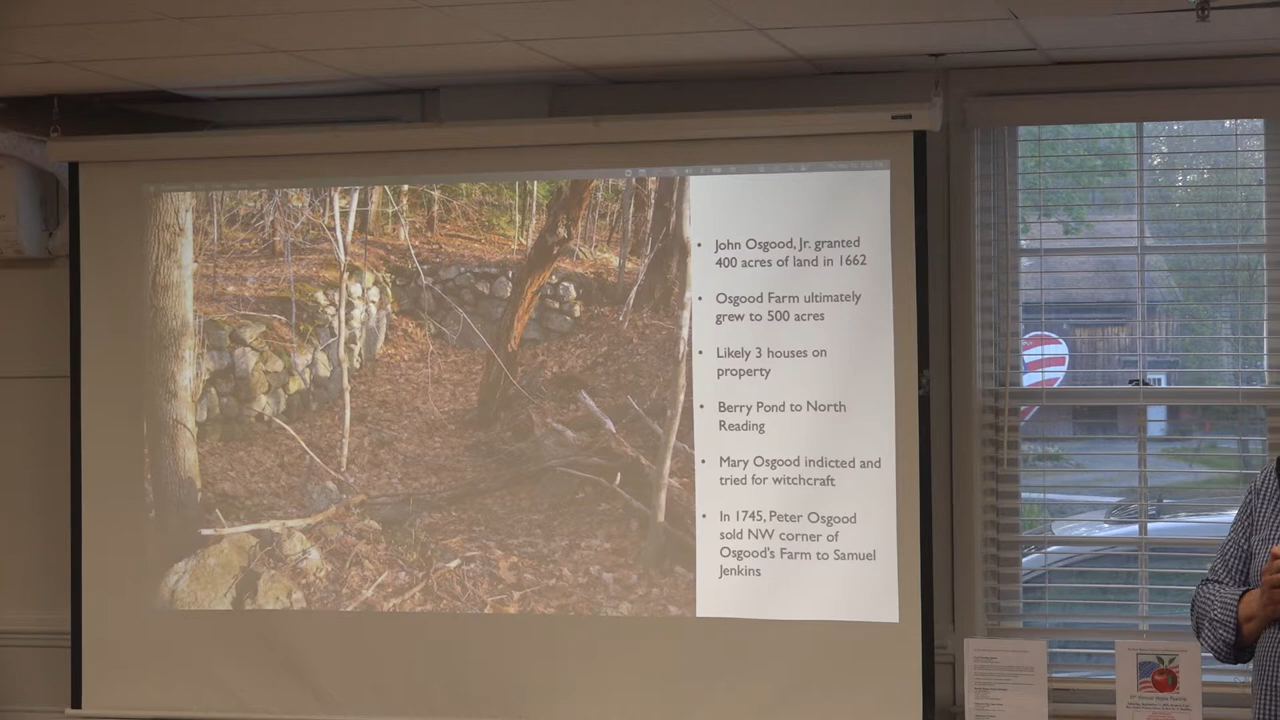 • John Osgood, Jr. granted
400 acres of land in 1662
• Osgood Farm ultimately
grew to 500 acres
• Likely 3 houses on
property
• Berry Pond to North
Reading
• Mary Osgood indicted and
tried for witchcraft
• In 1745, Peter Osgood
sold NW corner of
Osgood's Farm to Samuel
Jenkins